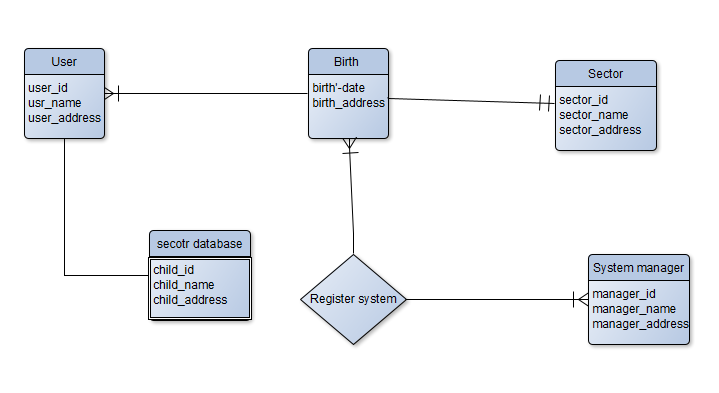 User
user_id
usr_name
user_address
Birth
birth'-date
birth_address
Sector
sector_id
sector_name
sector_address
secotr database
child_id
child_name
child_address
Register system
System manager
manager_id
manager_name
manager_address